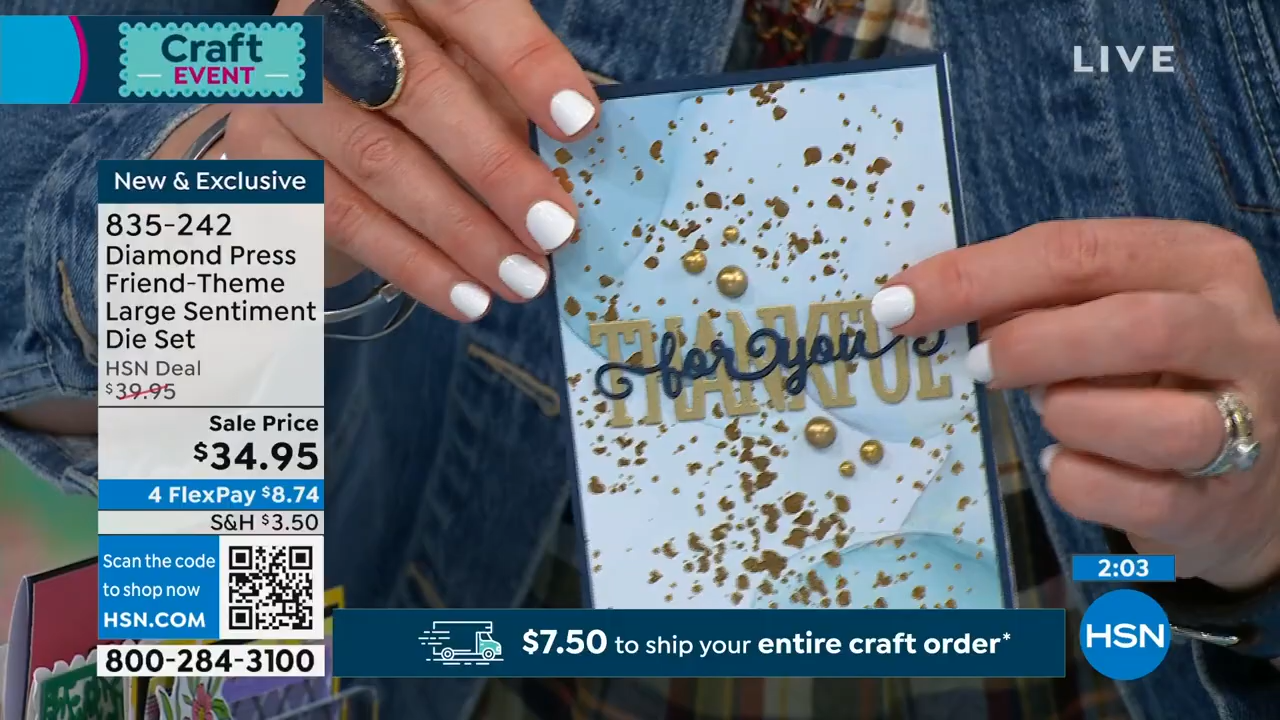 Craft
EVENT
LIVE
New & Exclusive
835-242
Diamond Press
Friend-Theme
Large Sentiment
Die Set
HSN Deal
$39.95
Sale Price
$34.95
4 FlexPay $8.74
S&H $3.50
Scan the code
to shop now
HSN.COM
800-284-3100
THANKFUL
for you
2:03
HSN
$7.50 to ship your entire craft order*